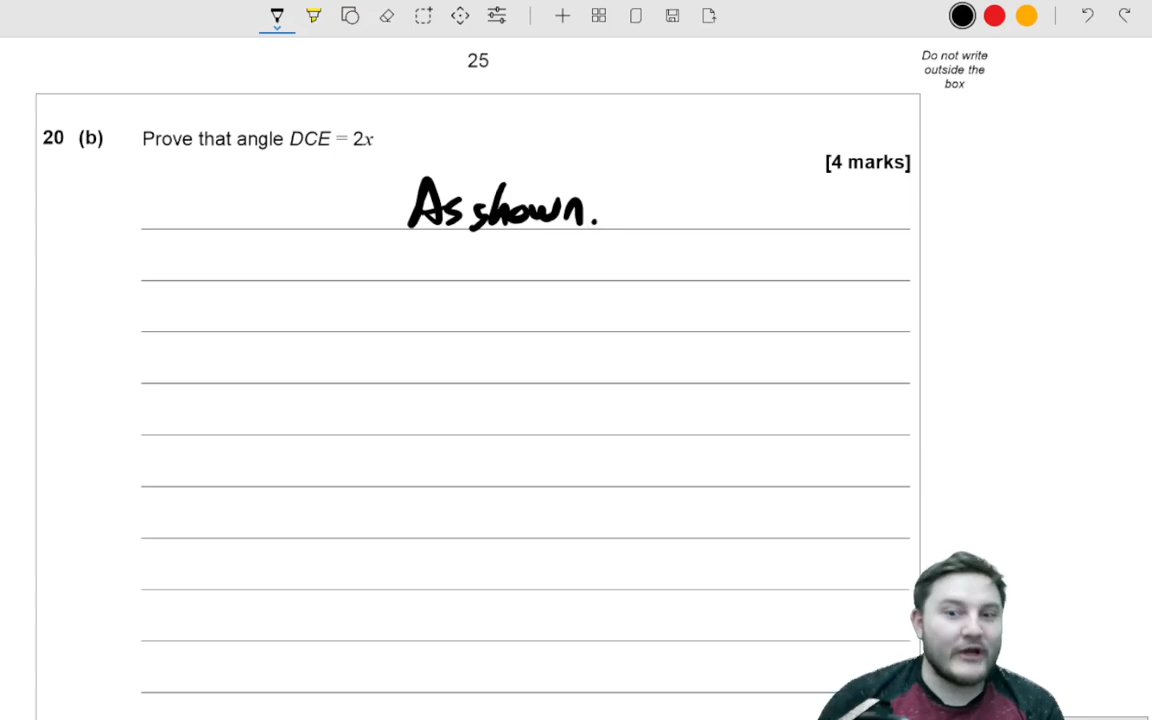 25
Do not write
outside the
box
20 (b) Prove that angle DCE = 2x
[4 marks]
As shown.